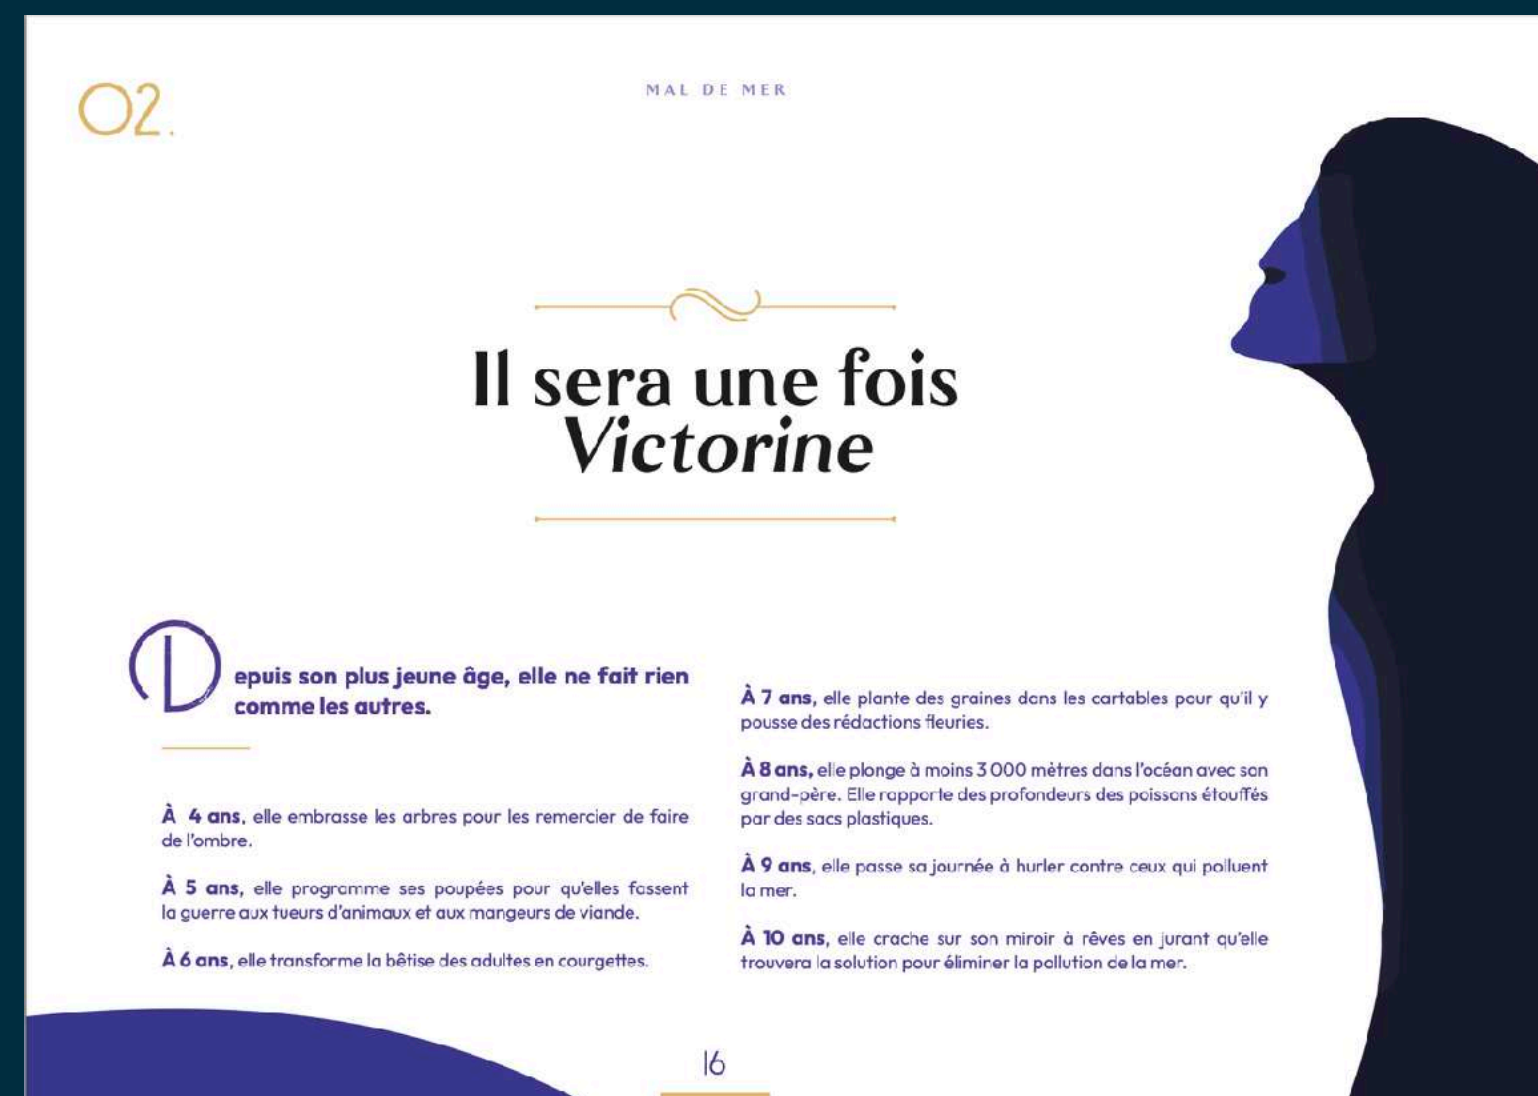 02.
MAL DE MER
Il sera une fois
Victorine
Depuis son plus jeune âge, elle ne fait rien
comme les autres.
À 4 ans, elle embrasse les arbres pour les remercier de faire
de l'ombre.
À 5 ans, elle programme ses poupées pour qu'elles fassent
la guerre aux tueurs d'animaux et aux mangeurs de viande.
À 6 ans, elle transforme la bêtise des adultes en courgettes.
À 7 ans, elle plante des graines dans les cartables pour qu'il y
pousse des rédactions fleuries.
À 8 ans, elle plonge à moins 3 000 mètres dans l'océan avec son
grand-père. Elle rapporte des profondeurs des poissons étouffés
par des sacs plastiques.
À 9 ans, elle passe sa journée à hurler contre ceux qui polluent
la mer.
À 10 ans, elle crache sur son miroir à rêves en jurant qu'elle
trouvera la solution pour éliminer la pollution de la mer.
16